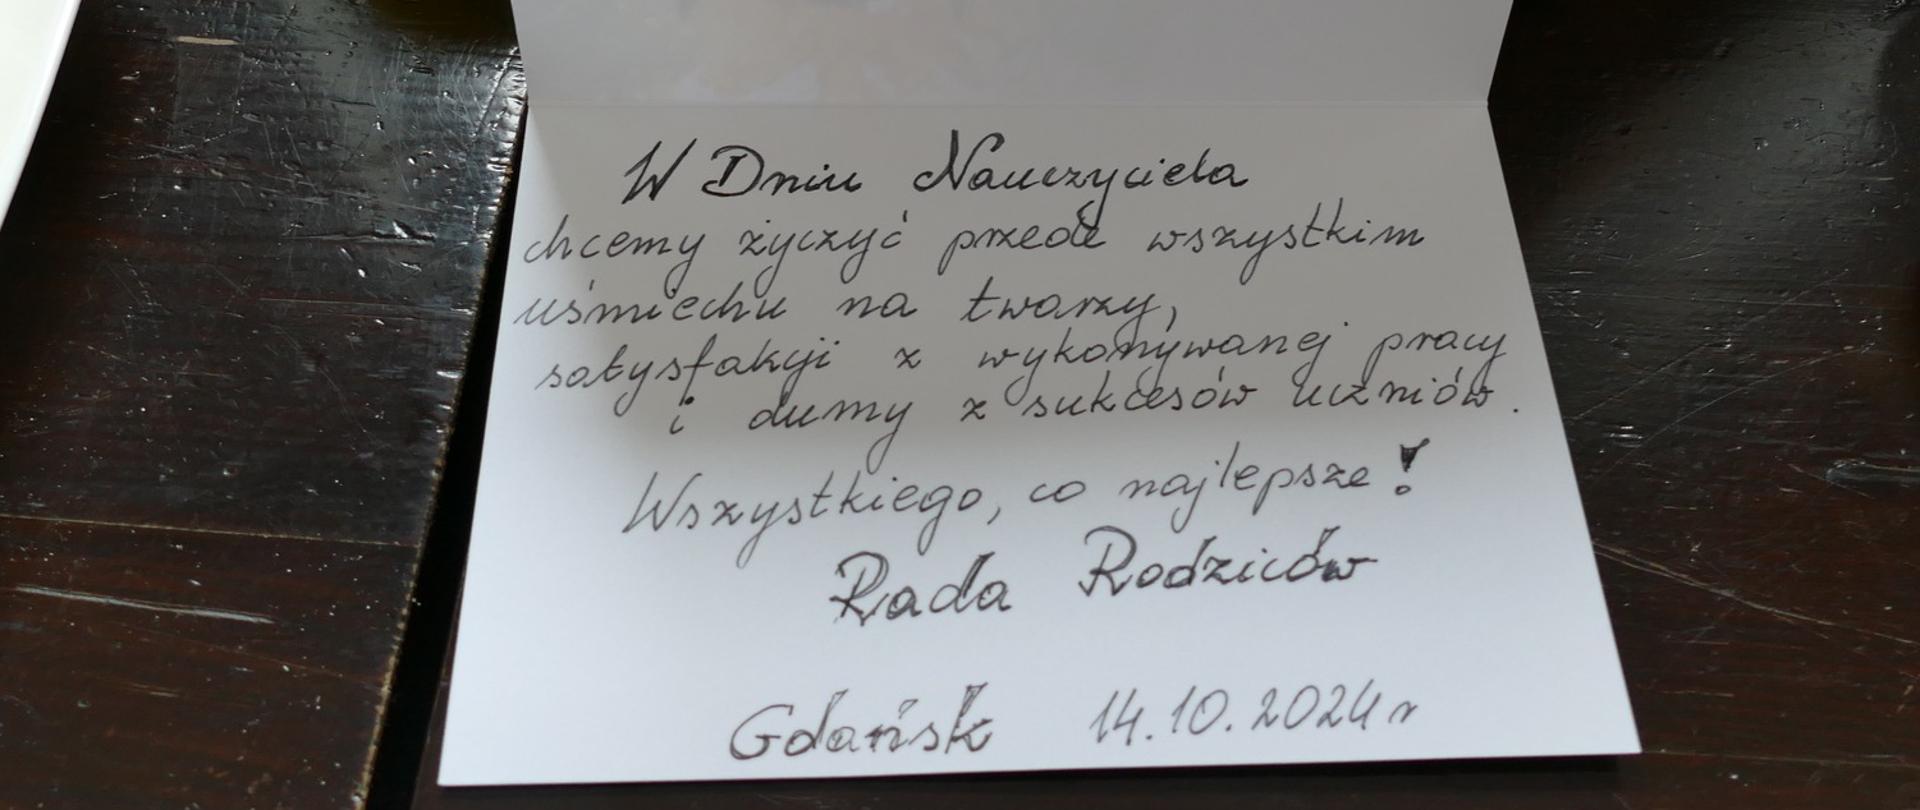 W Dniu Nauczyciela
chcemy życzyć przede wszystkim
uśmiechu na twarzy,
satysfakcji z wykonywanej pracy
i dumy z sukcesów uczniów.
Wszystkiego, co najlepsze!
Rada Rodziców
Gdańsk 14.10.2024 r